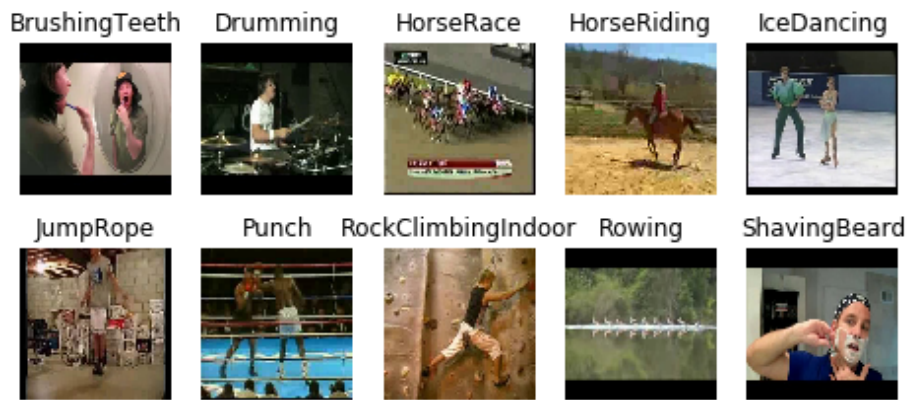 BrushingTeeth
Drumming
HorseRace
HorseRiding
IceDancing
JumpRope
Punch
RockClimbingIndoor
Rowing
ShavingBeard